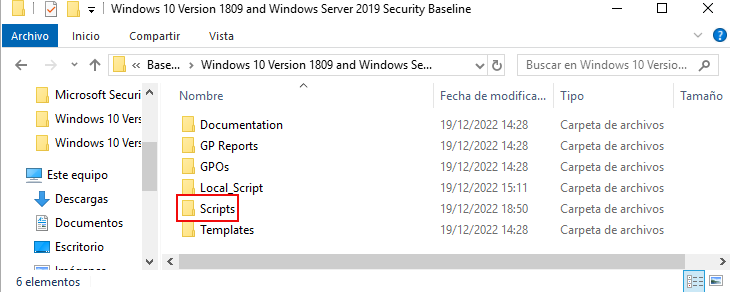 Windows 10 Version 1809 and Windows Server 2019 Security Baseline
Archivo Inicio Compartir Vista
« Base... > Windows 10 Version 1809 and Windows Se... Buscar en Windows 10 Versio...
Microsoft Securi
Windows 10 Vers
Windows 10 Vers
Este equipo
Descargas
Documentos
Escritorio
Imágenes
Nombre Fecha de modifica... Tipo Tamaño
Documentation 19/12/2022 14:28 Carpeta de archivos
GP Reports 19/12/2022 14:28 Carpeta de archivos
GPOs 19/12/2022 14:28 Carpeta de archivos
Local_Script 19/12/2022 15:11 Carpeta de archivos
Scripts 19/12/2022 18:50 Carpeta de archivos
Templates 19/12/2022 14:28 Carpeta de archivos
6 elementos